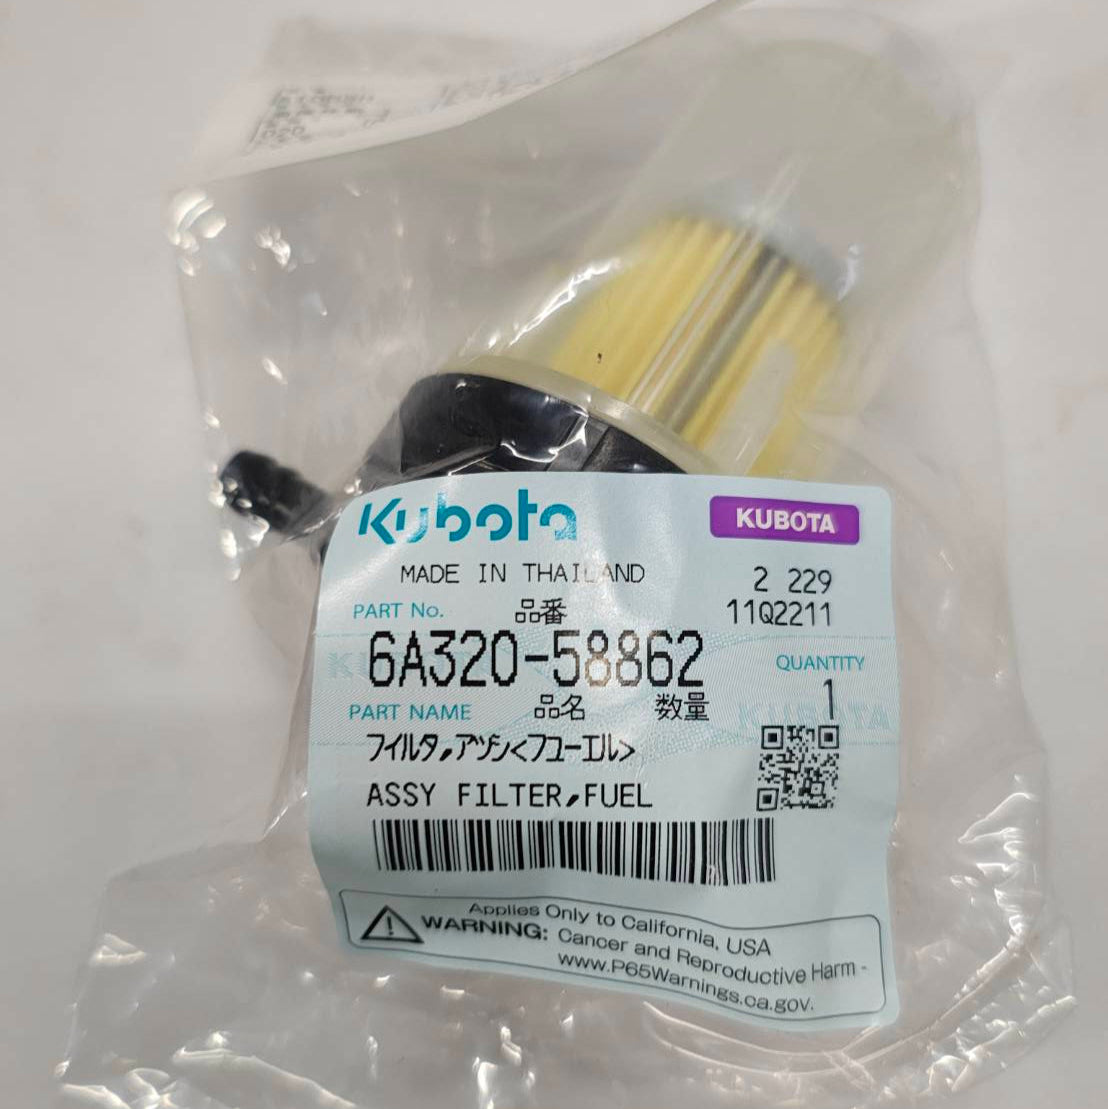 Kubota
KUBOTA
MADE IN THAILAND
2 229
PART No.
品番
11Q2211
6A320-58862
QUANTITY
PART NAME
品名
数量
1
フィルタ,アツシ<フユーエル>
ASSY FILTER,FUEL
Applies Only to California, USA
WARNING: Cancer and Reproductive Harm -
www.P65Warnings.ca.gov.